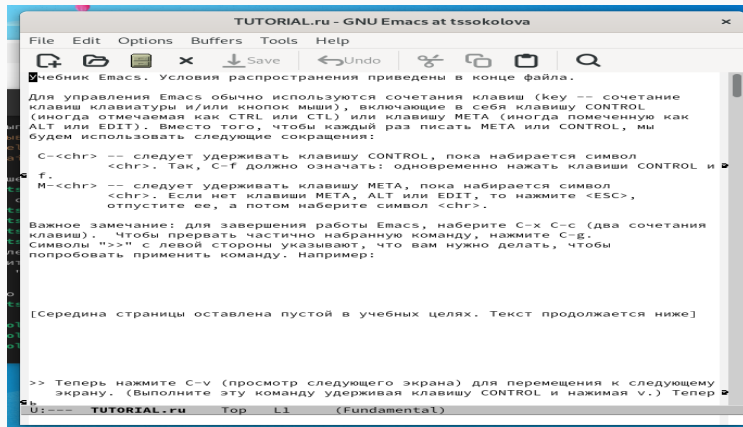 TUTORIAL.ru - GNU Emacs at tssokolova
File Edit Options Buffers Tools Help
Save Undo
Учебник Emacs. Условия распространения приведены в конце файла.
Для управления Emacs обычно используются сочетания клавиш (key -- сочетание
клавиш клавиатуры и/или кнопок мыши), включающие в себя клавишу CONTROL
(иногда отмечаемая как CTRL или CTL) или клавишу META (иногда помеченную как
ALT или EDIT). Вместо того, чтобы каждый раз писать META или CONTROL, мы
будем использовать следующие сокращения:
C-<chr> -- следует удерживать клавишу CONTROL, пока набирается символ
<chr>. Так, C-f должно означать: одновременно нажать клавиши CONTROL и
f.
M-<chr> -- следует удерживать клавишу META, пока набирается символ
<chr>. Если нет клавиши META, ALT или EDIT, то нажмите <ESC>,
отпустите ее, а потом наберите символ <chr>.
Важное замечание: для завершения работы Emacs, наберите C-x C-c (два сочетания
клавиш). Чтобы прервать частично набранную команду, нажмите C-g.
Символы ">>" с левой стороны указывают, что вам нужно делать, чтобы
попробовать применить команду. Например:
[Середина страницы оставлена пустой в учебных целях. Текст продолжается ниже]
>> Теперь нажмите C-v (просмотр следующего экрана) для перемещения к следующему
экрану. (Выполните эту команду удерживая клавишу CONTROL и нажимая v.) Тепер
ь
U:--- TUTORIAL.ru Top L1 (Fundamental)